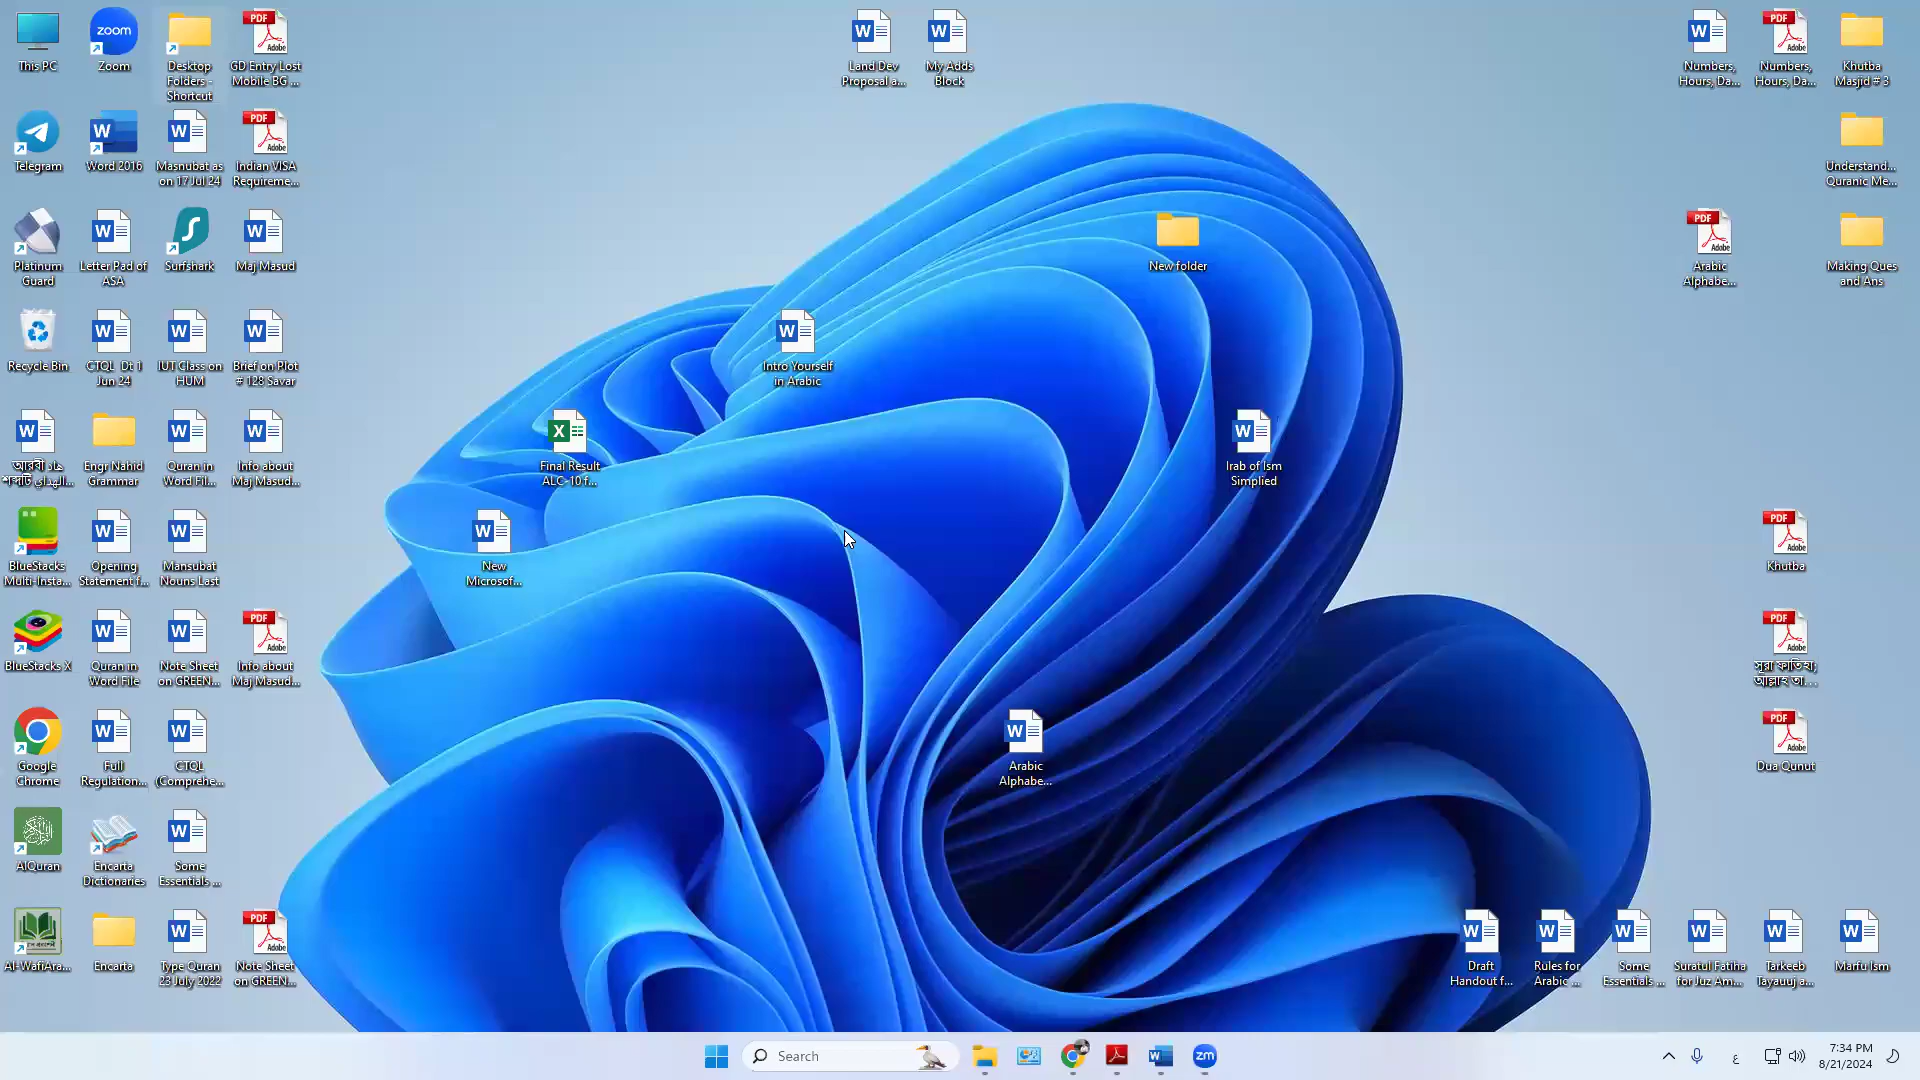 This PC
Zoom
zoom
Desktop
Folders -
Shortcut
GD Entry Lost
Mobile BG ...
Land Dev
Proposal a...
My Adds
Block
Numbers,
Hours, Da...
Numbers,
Hours, Da...
Khutba
Masjid # 3
Telegram
Word 2016
Masnubat as
on 17 Jul 24
Indian VISA
Requireme...
Understand...
Quranic Me...
Platinum
Guard
Letter Pad of
ASA
Surfshark
Maj Masud
New folder
Arabic
Alphabe...
Making Ques
and Ans
Recycle Bin
CTQL Dt 1
Jun 24
IUT Class on
HUM
Brief on Plot
# 128 Savar
Intro Yourself
in Arabic
Engr Nahid
Grammar
Quran in
Word Fil...
Info about
Maj Masud...
Final Result
ALC-10 f...
Irab of Ism
Simplied
BlueStacks
Multi-Insta...
Opening
Statement f...
Mansubat
Nouns Last
New
Microsof...
Khutba
BlueStacks X
Quran in
Word File
Note Sheet
on GREEN...
Info about
Maj Masud...
সুরা ফাতিহা;
Google
Chrome
Full
Regulation...
CTQL
(Comprehe...
Arabic
Alphabe...
Dua Qunut
AlQuran
Encarta
Dictionaries
Some
Essentials ...
Al-WafiAra...
Encarta
Type Quran
23 July 2022
Note Sheet
on GREEN...
Draft
Handout f...
Rules for
Arabic ...
Some
Essentials ...
Suratul Fatiha
for Juz Am...
Tarkeeb
Tayauuj a...
Marfu Ism
Search
zm
ع
7:34 PM
8/21/2024